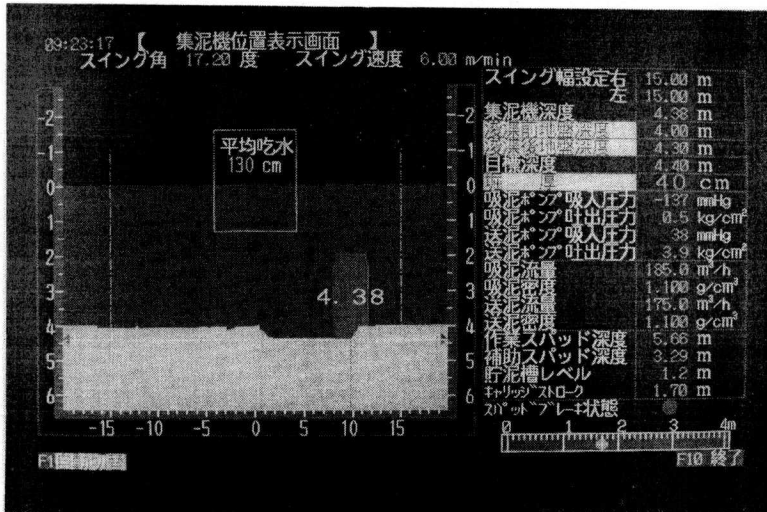 09:23:17 【 集泥機位置表示画面 】
スイング角 17.20 度 スイング速度 6.00 m/min
平均吃水
130 cm
4.38
-2
-1
0
1
2
3
4
5
6
-2
-1
0
1
2
3
4
5
6
-15 -10 -5 0 5 10 15
スイング幅設定右 15.00 m
左 15.00 m
集泥機深度 4.38 m
4.00 m
4.30 m
目標深度 4.40 m
40 cm
吸泥ポンプ吸入圧力 -137 mmHg
吸泥ポンプ吐出圧力 0.5 kg/cm²
送泥ポンプ吸入圧力 38 mmHg
送泥ポンプ吐出圧力 3.9 kg/cm²
吸泥流量 185.0 m³/h
吸泥密度 1.100 g/cm³
送泥流量 175.0 m³/h
送泥密度 1.100 g/cm³
作業スパッド深度 5.66 m
補助スパッド深度 3.29 m
貯泥槽レベル 1.2 m
キャリッジストローク 1.70 m
スパッドブレーキ状態
0 1 2 3 4m
F1
F10 終了